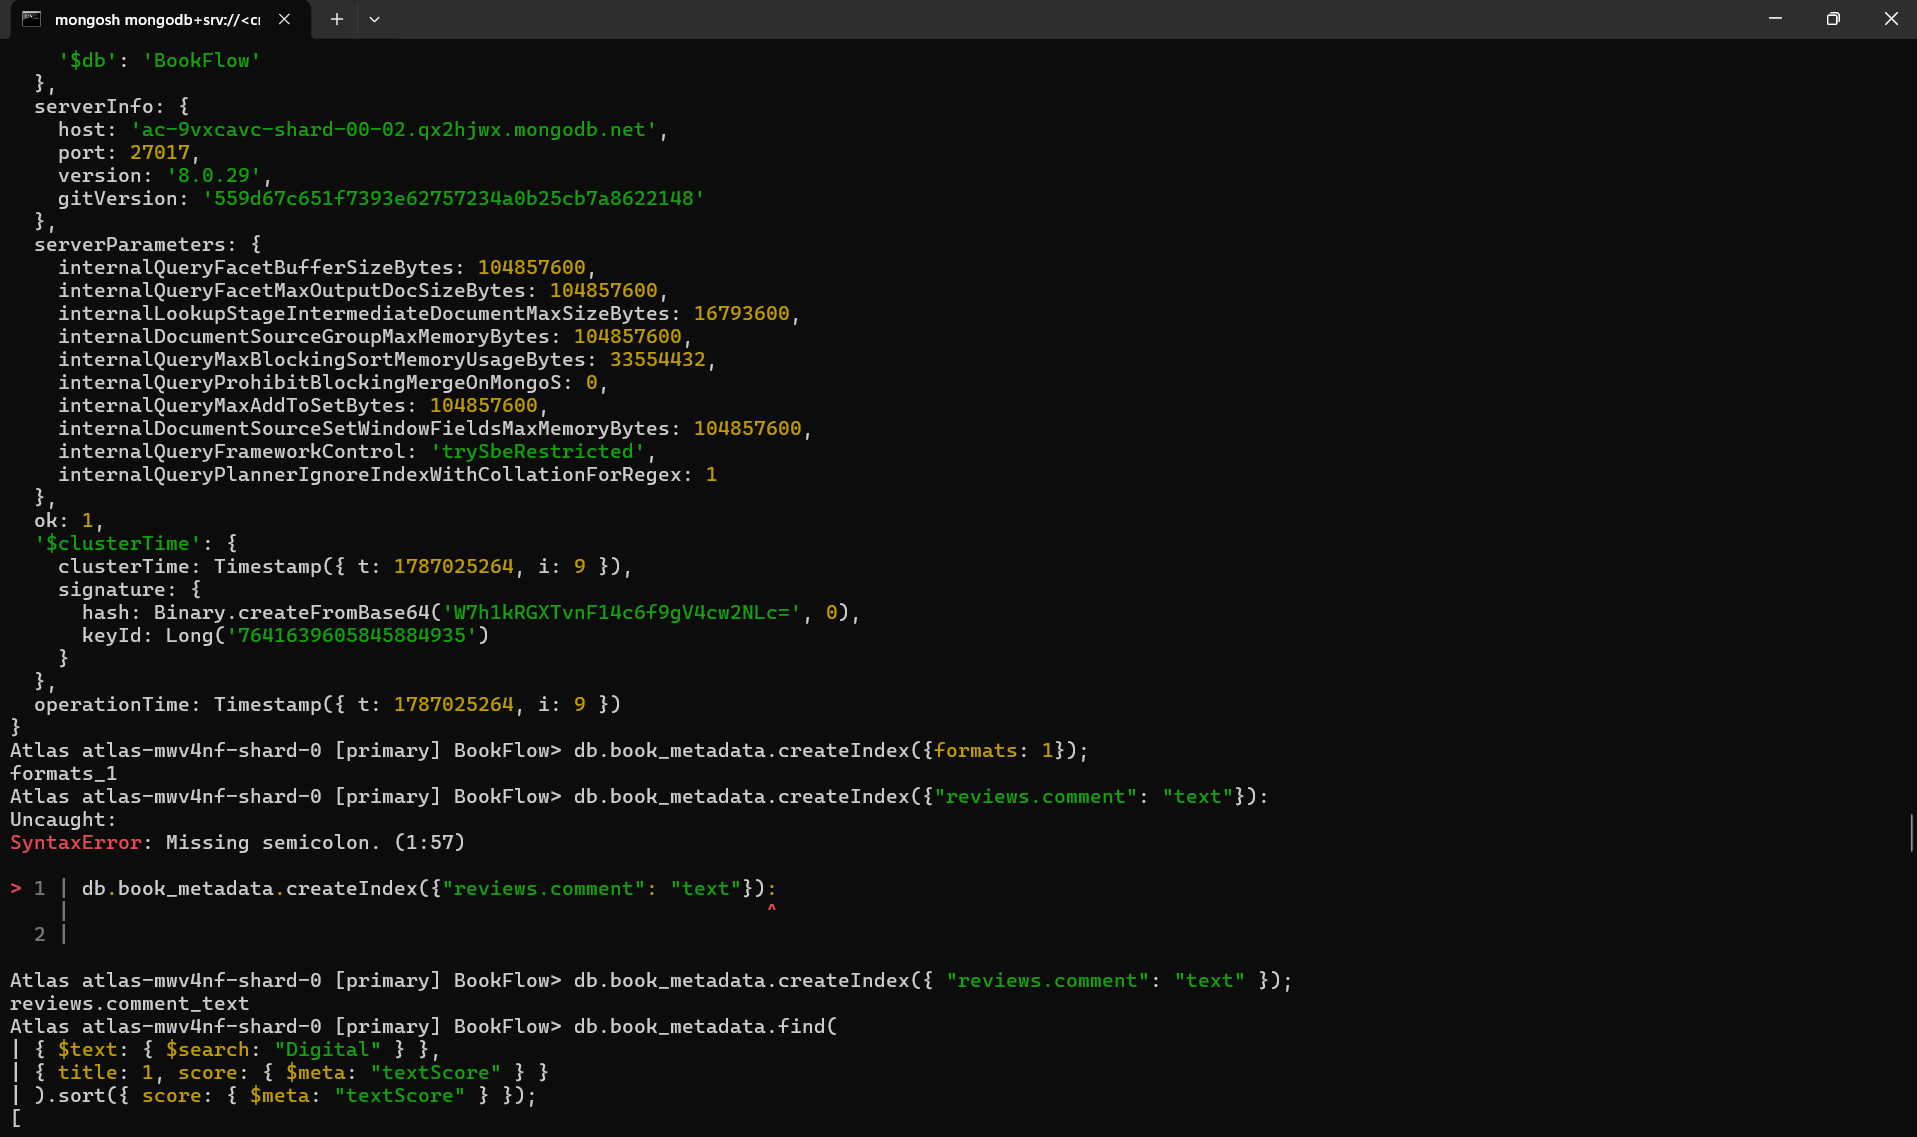 mongosh mongodb+srv://<cr
'$db': 'BookFlow'
},
serverInfo: {
host: 'ac-9vxcavc-shard-00-02.qx2hjwx.mongodb.net',
port: 27017,
version: '8.0.29',
gitVersion: '559d67c651f7393e62757234a0b25cb7a8622148'
},
serverParameters: {
internalQueryFacetBufferSizeBytes: 104857600,
internalQueryFacetMaxOutputDocSizeBytes: 104857600,
internalLookupStageIntermediateDocumentMaxSizeBytes: 16793600,
internalDocumentSourceGroupMaxMemoryBytes: 104857600,
internalQueryMaxBlockingSortMemoryUsageBytes: 33554432,
internalQueryProhibitBlockingMergeOnMongoS: 0,
internalQueryMaxAddToSetBytes: 104857600,
internalDocumentSourceSetWindowFieldsMaxMemoryBytes: 104857600,
internalQueryFrameworkControl: 'trySbeRestricted',
internalQueryPlannerIgnoreIndexWithCollationForRegex: 1
},
ok: 1,
'$clusterTime': {
clusterTime: Timestamp({ t: 1787025264, i: 9 }),
signature: {
hash: Binary.createFromBase64('W7h1kRGXTvnF14c6f9gV4cw2NLc=', 0),
keyId: Long('7641639605845884935')
}
},
operationTime: Timestamp({ t: 1787025264, i: 9 })
}
Atlas atlas-mwv4nf-shard-0 [primary] BookFlow> db.book_metadata.createIndex({formats: 1});
formats_1
Atlas atlas-mwv4nf-shard-0 [primary] BookFlow> db.book_metadata.createIndex({"reviews.comment": "text"}):
Uncaught:
SyntaxError: Missing semicolon. (1:57)
> 1 | db.book_metadata.createIndex({"reviews.comment": "text"}):
| ^
2 |
Atlas atlas-mwv4nf-shard-0 [primary] BookFlow> db.book_metadata.createIndex({ "reviews.comment": "text" });
reviews.comment_text
Atlas atlas-mwv4nf-shard-0 [primary] BookFlow> db.book_metadata.find(
| { $text: { $search: "Digital" } },
| { title: 1, score: { $meta: "textScore" } }
| ).sort({ score: { $meta: "textScore" } });
[